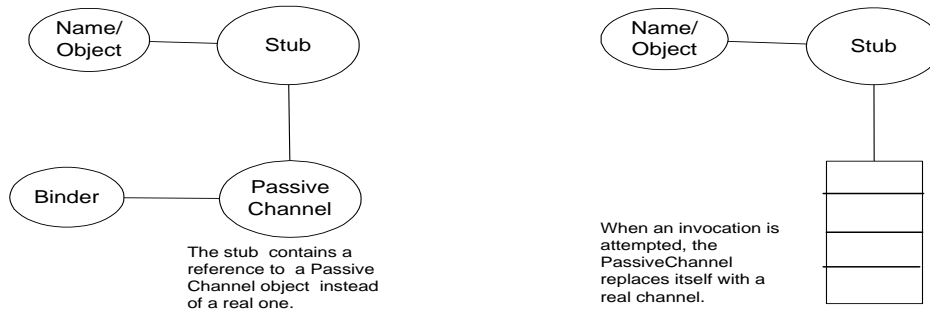 Name/
Object
Stub
Binder
Passive
Channel
The stub contains a
reference to a Passive
Channel object instead
of a real one.
Name/
Object
Stub
When an invocation is
attempted, the
PassiveChannel
replaces itself with a
real channel.